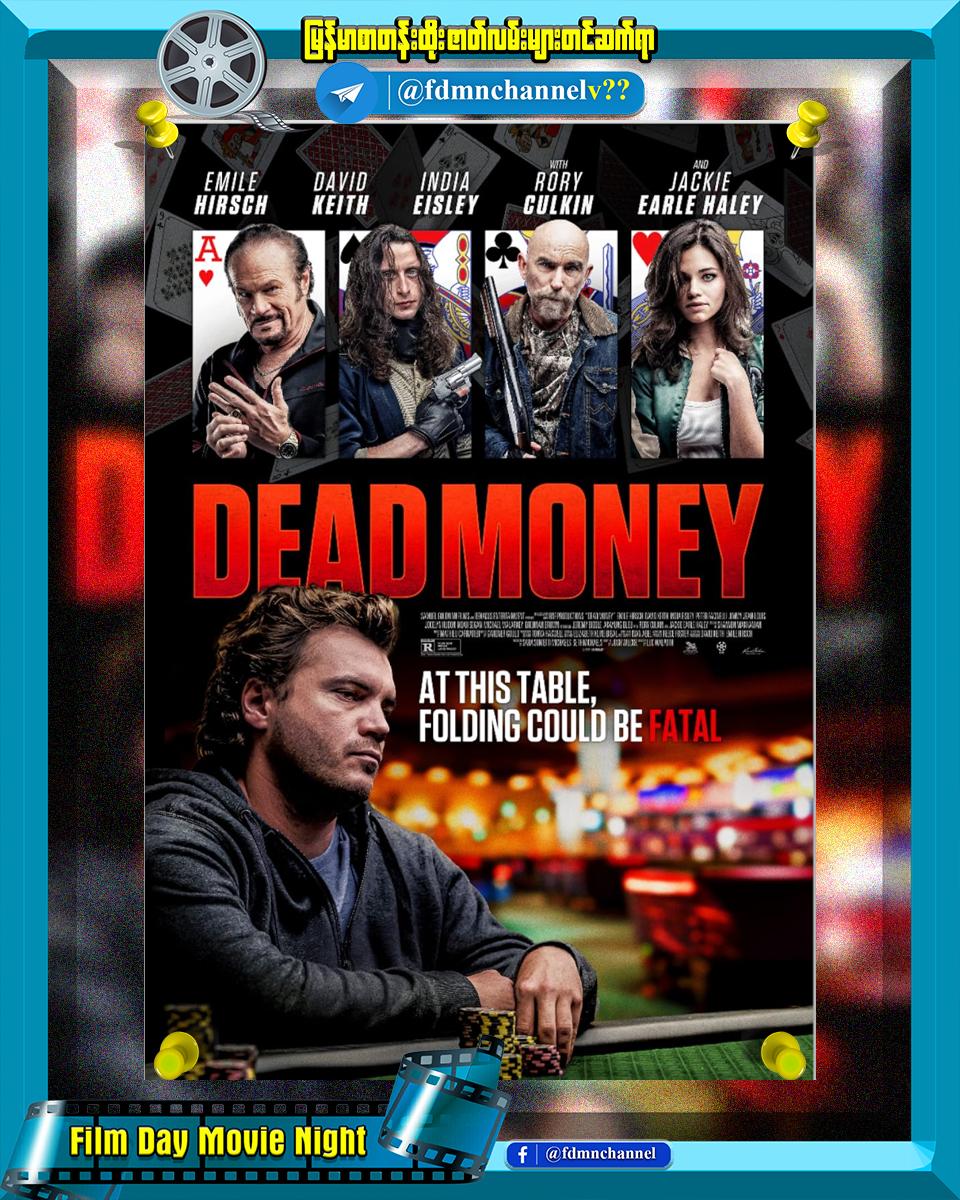 မြန်မာစာတန်းထိုး ဇာတ်လမ်းများတင်ဆက်ရာ
@fdmnchannelv??
EMILE HIRSCH
DAVID KEITH
INDIA EISLEY
WITH RORY CULKIN
AND JACKIE EARLE HALEY
A
DEAD MONEY
R
AT THIS TABLE,
FOLDING COULD BE FATAL
Film Day Movie Night
@fdmnchannel